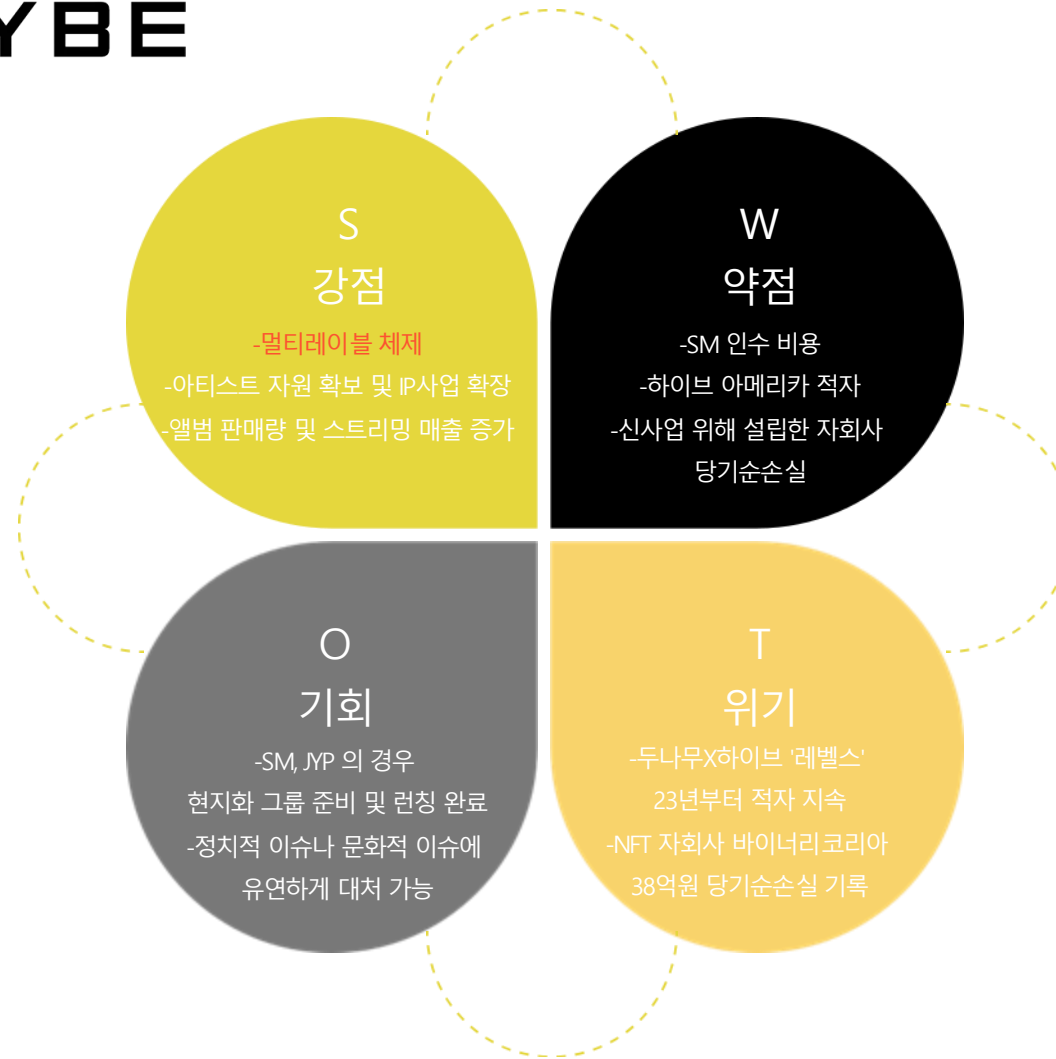 YBE
S
강점
-멀티레이블 체제
-아티스트 자원 확보 및 IP사업 확장
-앨범 판매량 및 스트리밍 매출 증가
W
약점
-SM 인수 비용
-하이브 아메리카 적자
-신사업 위해 설립한 자회사
당기순손실
O
기회
-SM, JYP 의 경우
현지화 그룹 준비 및 런칭 완료
-정치적 이슈나 문화적 이슈에
유연하게 대처 가능
T
위기
-두나무X하이브 '레벨스'
23년부터 적자 지속
-NFT 자회사 바이너리코리아
38억원 당기순손실 기록